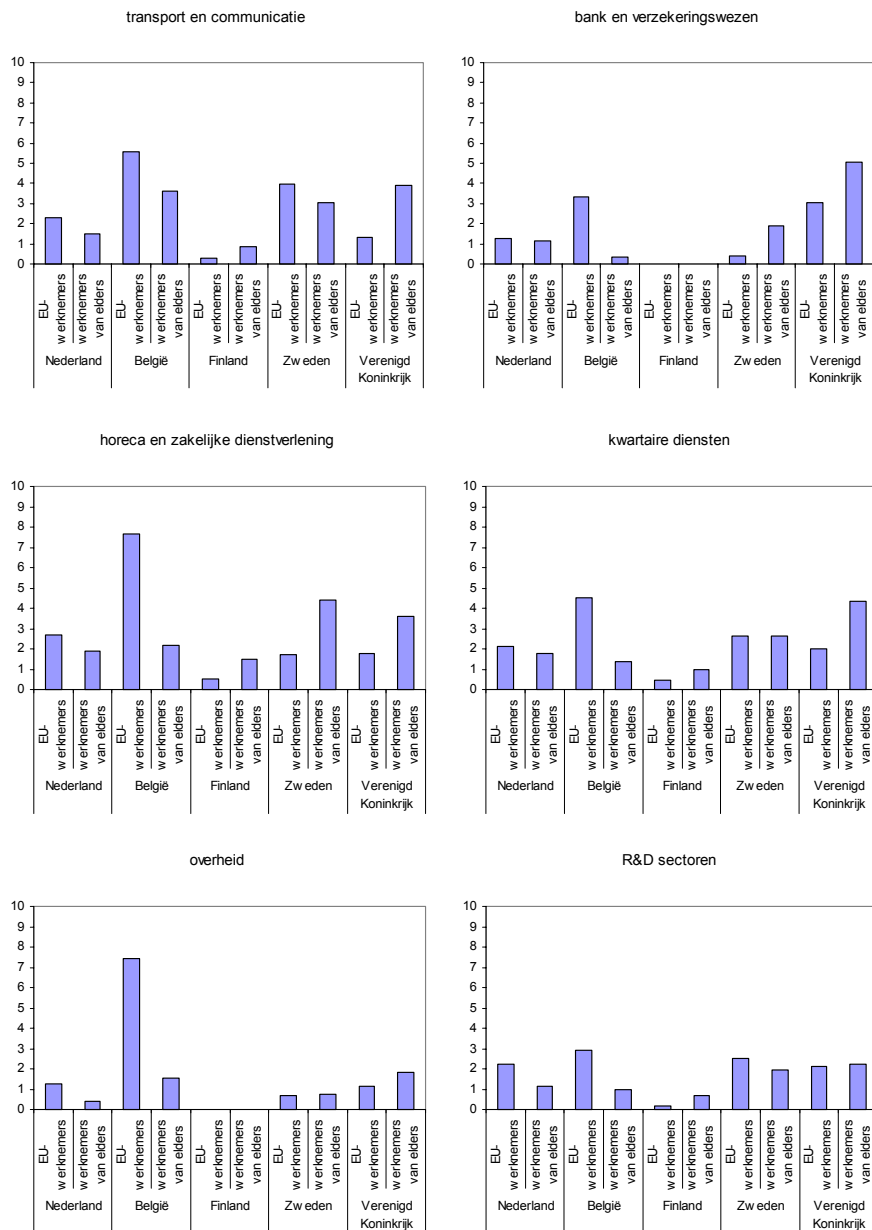 transport en communicatie
10
9
8
7
6
5
4
3
2
1
0
EU-
werknemers
werknemers
van elders
EU-
werknemers
werknemers
van elders
EU-
werknemers
werknemers
van elders
EU-
werknemers
werknemers
van elders
EU-
werknemers
werknemers
van elders
Nederland België Finland Zweden Verenigd
Koninkrijk
bank en verzekeringswezen
10
9
8
7
6
5
4
3
2
1
0
EU-
werknemers
werknemers
van elders
EU-
werknemers
werknemers
van elders
EU-
werknemers
werknemers
van elders
EU-
werknemers
werknemers
van elders
EU-
werknemers
werknemers
van elders
Nederland België Finland Zweden Verenigd
Koninkrijk
horeca en zakelijke dienstverlening
10
9
8
7
6
5
4
3
2
1
0
EU-
werknemers
werknemers
van elders
EU-
werknemers
werknemers
van elders
EU-
werknemers
werknemers
van elders
EU-
werknemers
werknemers
van elders
EU-
werknemers
werknemers
van elders
Nederland België Finland Zweden Verenigd
Koninkrijk
kwartaire diensten
10
9
8
7
6
5
4
3
2
1
0
EU-
werknemers
werknemers
van elders
EU-
werknemers
werknemers
van elders
EU-
werknemers
werknemers
van elders
EU-
werknemers
werknemers
van elders
EU-
werknemers
werknemers
van elders
Nederland België Finland Zweden Verenigd
Koninkrijk
overheid
10
9
8
7
6
5
4
3
2
1
0
EU-
werknemers
werknemers
van elders
EU-
werknemers
werknemers
van elders
EU-
werknemers
werknemers
van elders
EU-
werknemers
werknemers
van elders
EU-
werknemers
werknemers
van elders
Nederland België Finland Zweden Verenigd
Koninkrijk
R&D sectoren
10
9
8
7
6
5
4
3
2
1
0
EU-
werknemers
werknemers
van elders
EU-
werknemers
werknemers
van elders
EU-
werknemers
werknemers
van elders
EU-
werknemers
werknemers
van elders
EU-
werknemers
werknemers
van elders
Nederland België Finland Zweden Verenigd
Koninkrijk